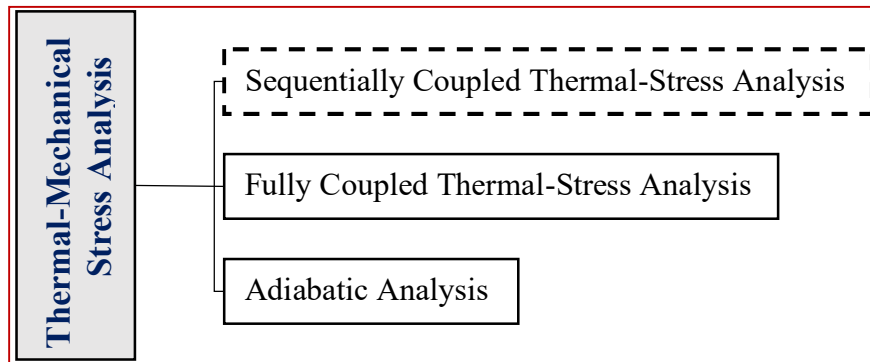 Thermal-Mechanical
Stress Analysis
Sequentially Coupled Thermal-Stress Analysis
Fully Coupled Thermal-Stress Analysis
Adiabatic Analysis